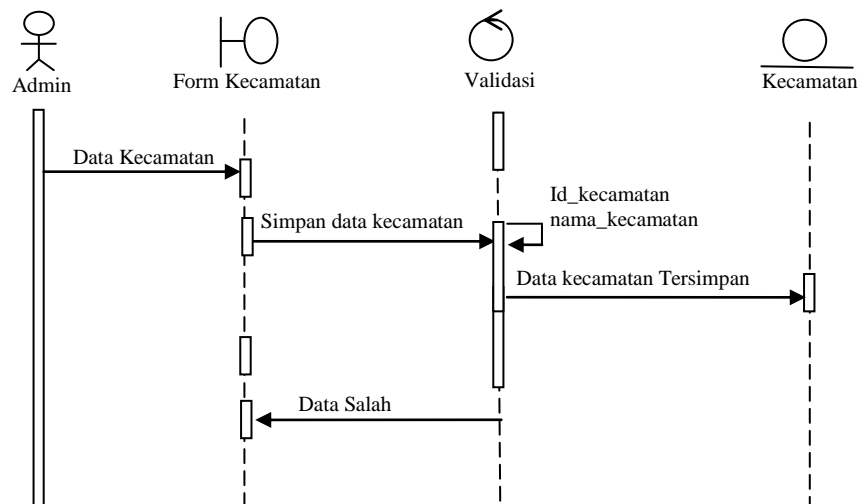 Admin
Form Kecamatan
Validasi
Kecamatan
Data Kecamatan
Id_kecamatan
nama_kecamatan
Simpan data kecamatan
Data kecamatan Tersimpan
Data Salah